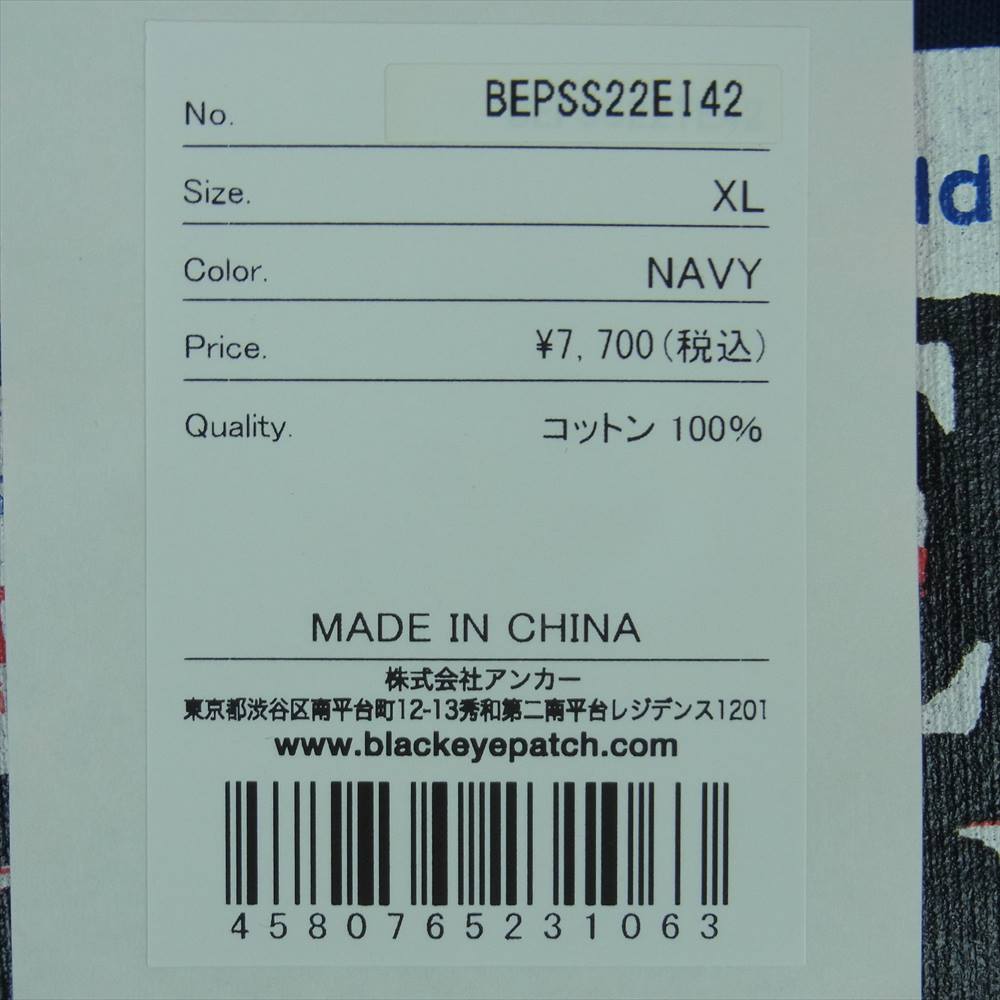 No. BEPSS22EI42
Size. XL
Color. NAVY
Price. ¥7,700(税込)
Quality. コットン 100%
MADE IN CHINA
株式会社アンカー
東京都渋谷区南平台町12-13秀和第二南平台レジデンス1201
www.blackeyepatch.com
4580765231063
ld